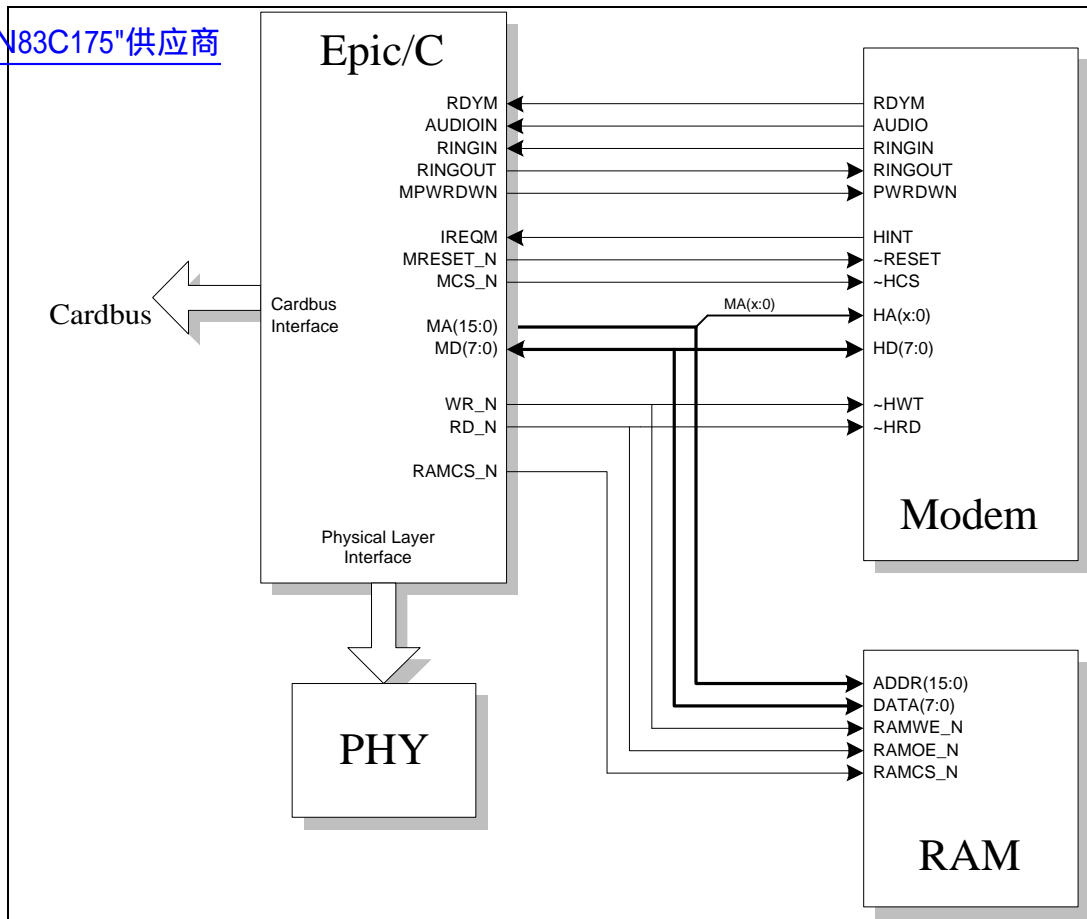 N83C175"供应商
Epic/C
RDYM
AUDIOIN
RINGIN
RINGOUT
MPWRDWN
IREQM
MRESET_N
MCS_N
MA(15:0)
MD(7:0)
WR_N
RD_N
RAMCS_N
Cardbus
Interface
Physical Layer
Interface
Cardbus
MA(x:0)
RDYM
AUDIO
RINGIN
RINGOUT
PWRDWN
HINT
~RESET
~HCS
HA(x:0)
HD(7:0)
~HWT
~HRD
Modem
PHY
ADDR(15:0)
DATA(7:0)
RAMWE_N
RAMOE_N
RAMCS_N
RAM